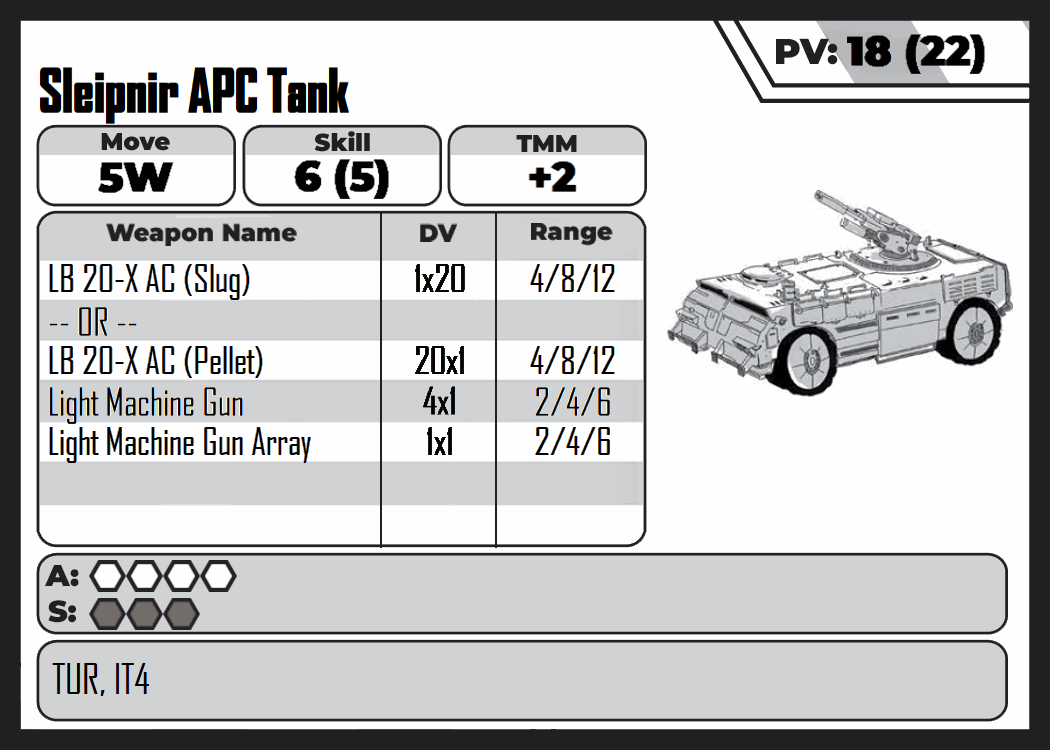 PV: 18 (22)
Sleipnir APC Tank
Move Skill TMM
5W 6 (5) +2
Weapon Name DV Range
LB 20-X AC (Slug) 1x20 4/8/12
-- OR --
LB 20-X AC (Pellet) 20x1 4/8/12
Light Machine Gun 4x1 2/4/6
Light Machine Gun Array 1x1 2/4/6
A:
S:
TUR, IT4